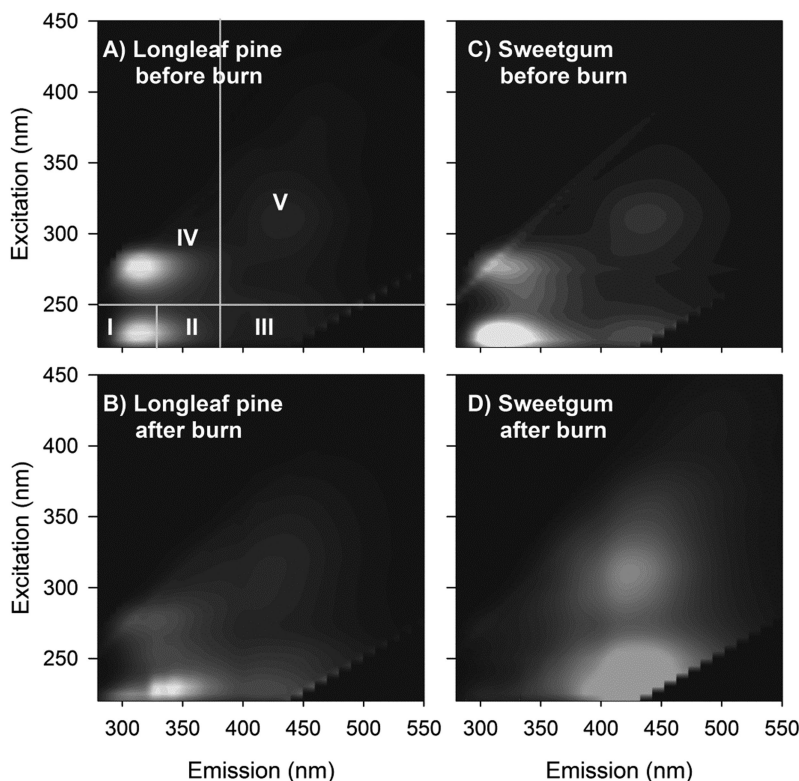 A) Longleaf pine
before burn
C) Sweetgum
before burn
450
400
350
300
250
Excitation (nm)
IV
V
I
II
III
B) Longleaf pine
after burn
D) Sweetgum
after burn
450
400
350
300
250
Excitation (nm)
300 350 400 450 500 550
300 350 400 450 500 550
Emission (nm)
Emission (nm)